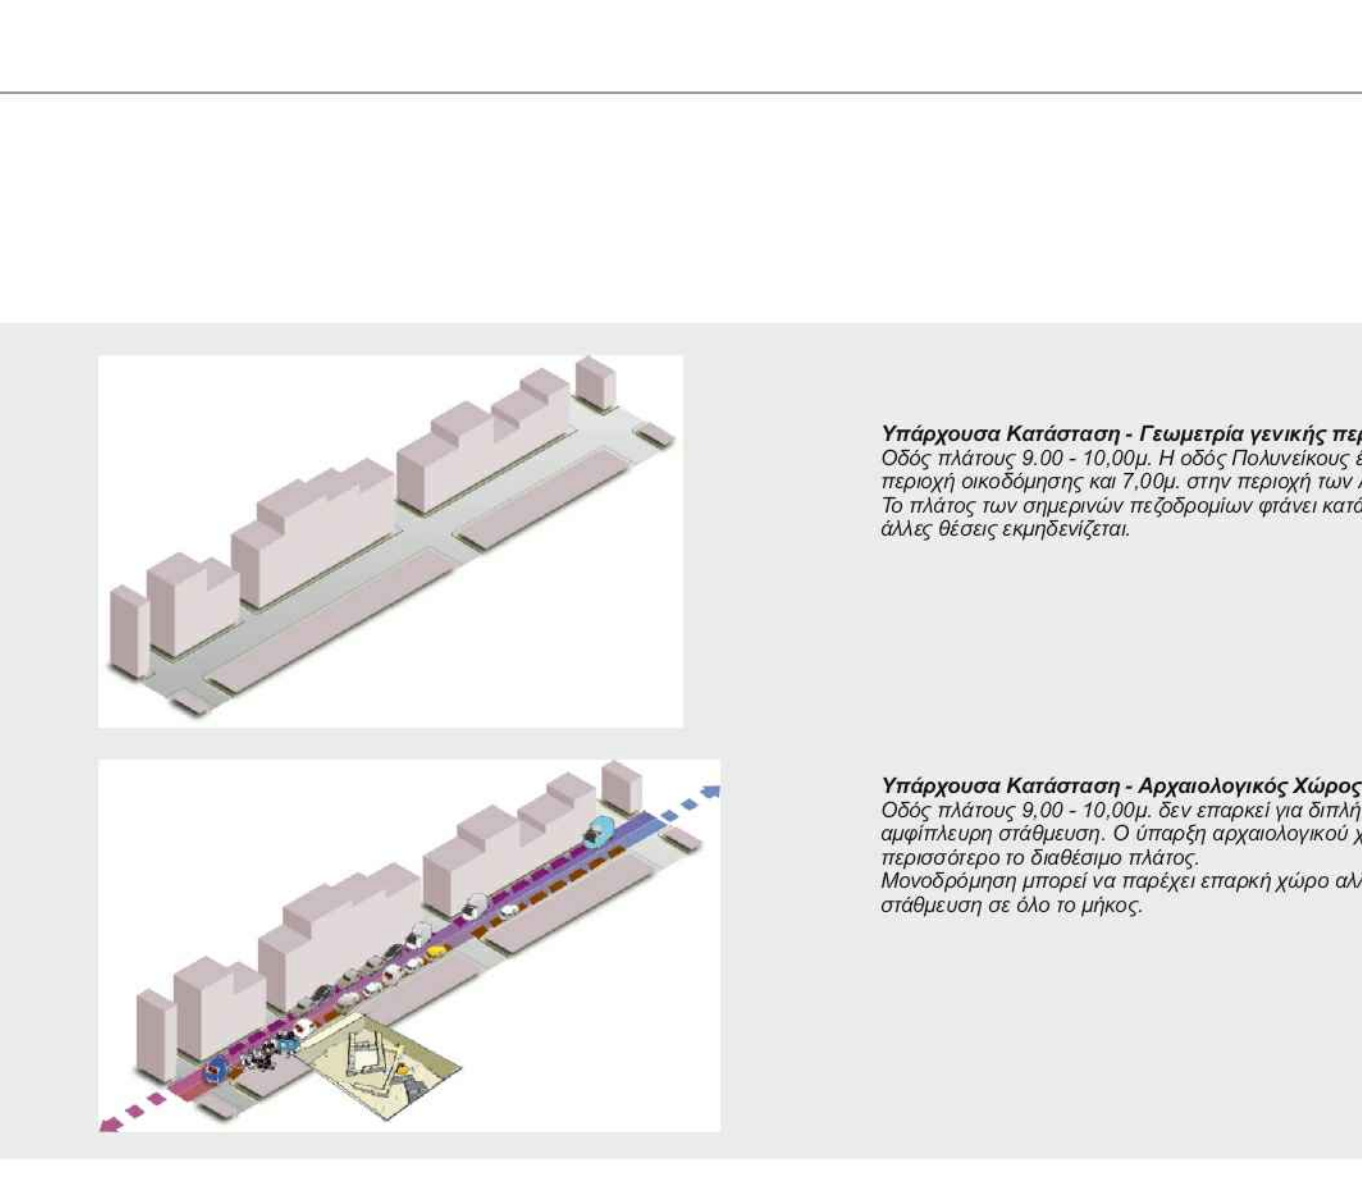 Υπάρχουσα Κατάσταση - Γεωμετρία γενικής
Οδός πλάτους 9.00 - 10,00μ. Η οδός Πολυνείκους
περιοχή οικοδόμησης και 7,00μ. στην περιοχή των
Το πλάτος των σημερινών πεζοδρομίων φτάνει κατά
άλλες θέσεις εκμηδενίζεται.
Υπάρχουσα Κατάσταση - Αρχαιολογικός Χώρος
Οδός πλάτους 9,00 - 10,00μ. δεν επαρκεί για διπλή
αμφίπλευρη στάθμευση. Ο ύπαρξη αρχαιολογικού
περισσότερο το διαθέσιμο πλάτος.
Μονοδρόμηση μπορεί να παρέχει επαρκή χώρο
στάθμευση σε όλο το μήκος.